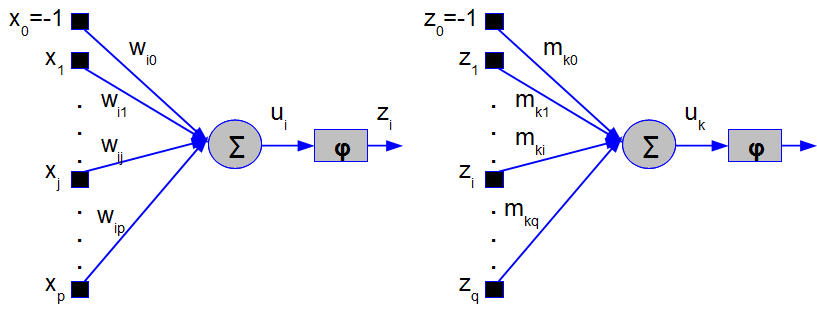 x0=-1
wi0
x1
wi1
wij
xj
wip
xp
Σ
ui
φ
zi
z0=-1
mk0
z1
mk1
mki
zi
mkq
zq
Σ
uk
φ